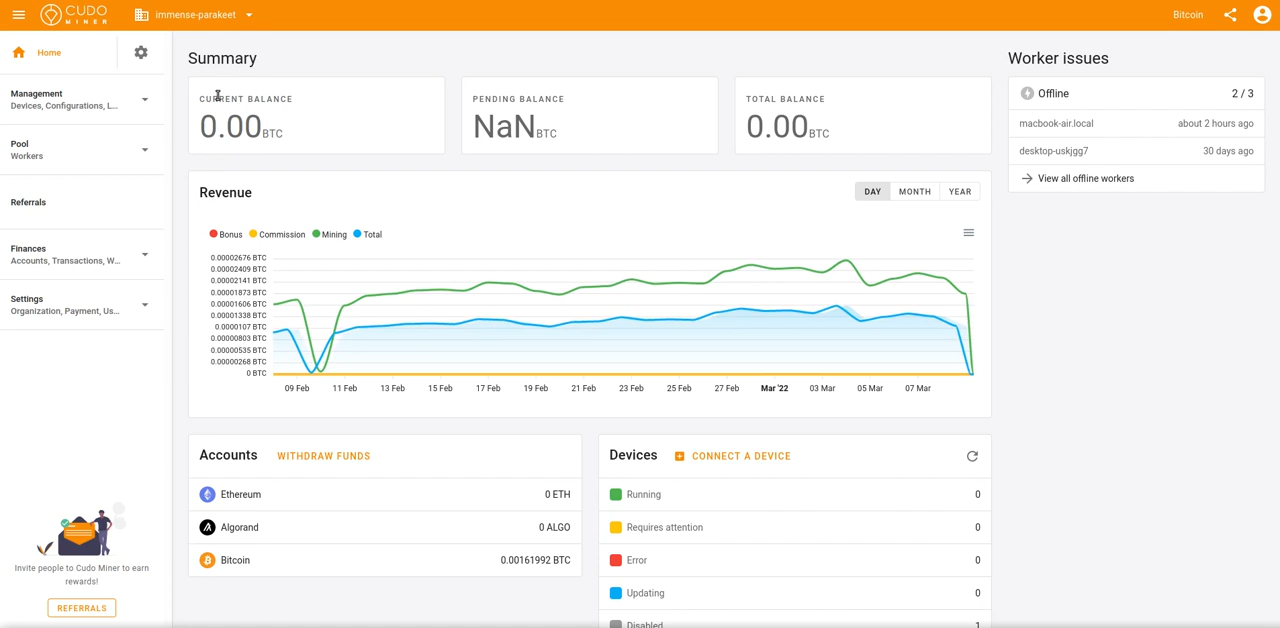 CUDO
MINER
immense-parakeet
Bitcoin
Home
Management
Devices, Configurations, L...
Pool
Workers
Referrals
Finances
Accounts, Transactions, W...
Settings
Organization, Payment, Us...
Invite people to Cudo Miner to earn
rewards!
REFERRALS
Summary
CURRENT BALANCE
0.00 BTC
PENDING BALANCE
NaN BTC
TOTAL BALANCE
0.00 BTC
Revenue
DAY MONTH YEAR
Bonus Commission Mining Total
0.00002676 BTC
0.00002409 BTC
0.00002141 BTC
0.00001873 BTC
0.00001606 BTC
0.00001338 BTC
0.0000107 BTC
0.00000803 BTC
0.00000535 BTC
0.00000268 BTC
0 BTC
09 Feb 11 Feb 13 Feb 15 Feb 17 Feb 19 Feb 21 Feb 23 Feb 25 Feb 27 Feb Mar '22 03 Mar 05 Mar 07 Mar
Accounts WITHDRAW FUNDS
Ethereum 0 ETH
Algorand 0 ALGO
Bitcoin 0.00161992 BTC
Devices CONNECT A DEVICE
Running 0
Requires attention 0
Error 0
Updating 0
Disabled 1
Worker issues
Offline 2 / 3
macbook-air.local about 2 hours ago
desktop-uskjgg7 30 days ago
View all offline workers